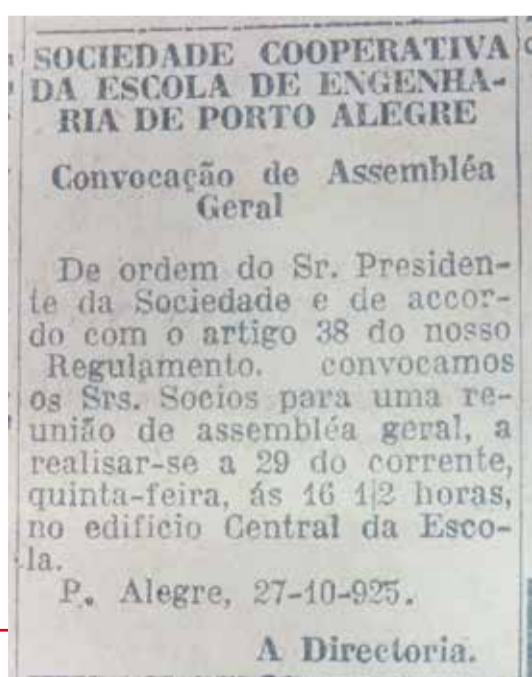 SOCIEDADE COOPERATIVA
DA ESCOLA DE ENGENHA-
RIA DE PORTO ALEGRE
Convocação de Assembléa
Geral
De ordem do Sr. Presiden-
te da Sociedade e de accor-
do com o artigo 38 do nosso
Regulamento. convocamos
os Srs. Socios para uma re-
união de assembléa geral, a
realisar-se a 29 do corrente,
quinta-feira, ás 16 1|2 horas,
no edificio Central da Esco-
la.
P. Alegre, 27-10-925.
A Directoria.